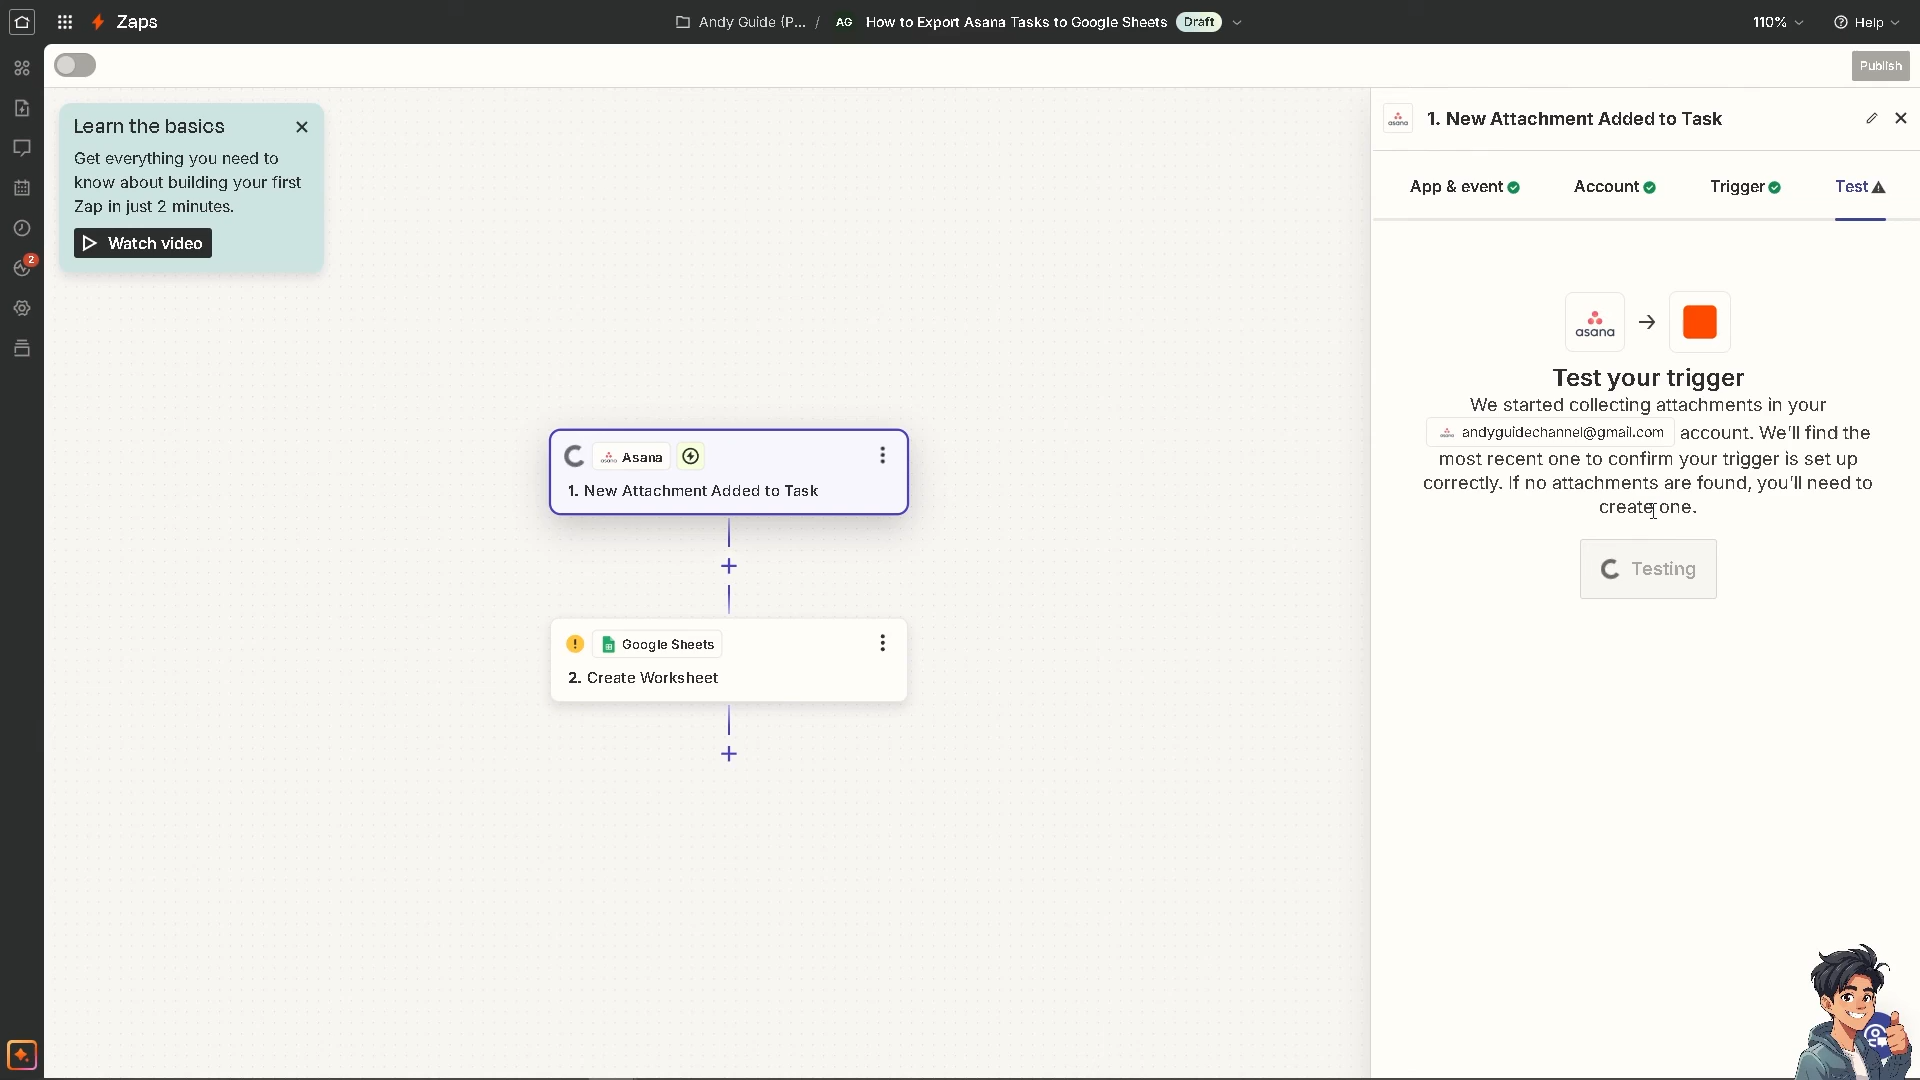 Zaps
Andy Guide (P... / AG How to Export Asana Tasks to Google Sheets Draft
110%
Help
Publish
Learn the basics
Get everything you need to
know about building your first
Zap in just 2 minutes.
Watch video
2
1. New Attachment Added to Task
App & event
Account
Trigger
Test
asana
Test your trigger
We started collecting attachments in your
andyguidechannel@gmail.com account. We'll find the
most recent one to confirm your trigger is set up
correctly. If no attachments are found, you'll need to
create one.
Testing
Asana
1. New Attachment Added to Task
Google Sheets
2. Create Worksheet